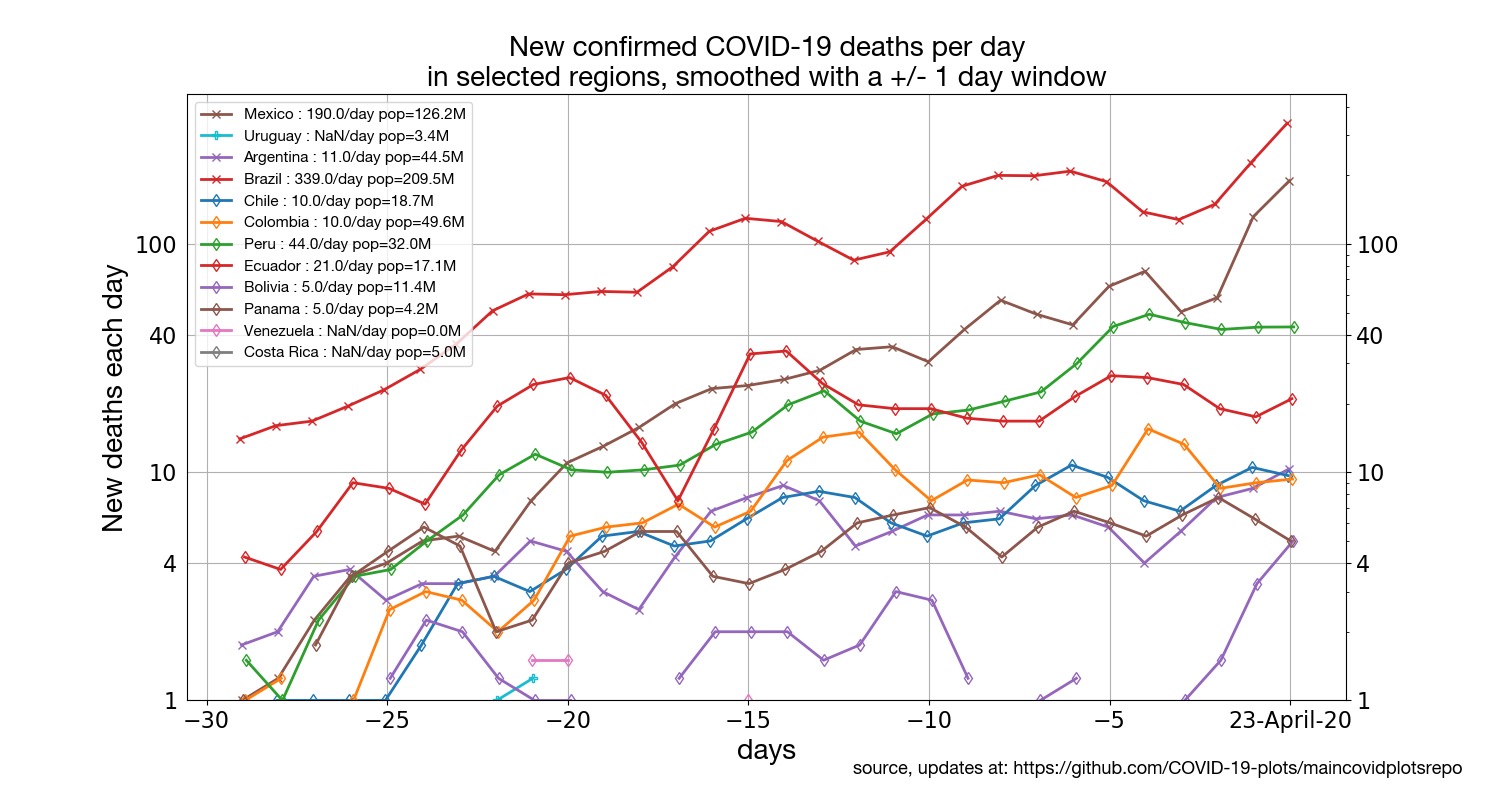 New confirmed COVID-19 deaths per day
in selected regions, smoothed with a +/- 1 day window
Mexico : 190.0/day pop=126.2M
Uruguay : NaN/day pop=3.4M
Argentina : 11.0/day pop=44.5M
Brazil : 339.0/day pop=209.5M
Chile : 10.0/day pop=18.7M
Colombia : 10.0/day pop=49.6M
Peru : 44.0/day pop=32.0M
Ecuador : 21.0/day pop=17.1M
Bolivia : 5.0/day pop=11.4M
Panama : 5.0/day pop=4.2M
Venezuela : NaN/day pop=0.0M
Costa Rica : NaN/day pop=5.0M
New deaths each day
100
40
10
4
1
100
40
10
4
1
−30
−25
−20
−15
−10
−5
23-April-20
days
source, updates at: https://github.com/COVID-19-plots/maincovidplotsrepo